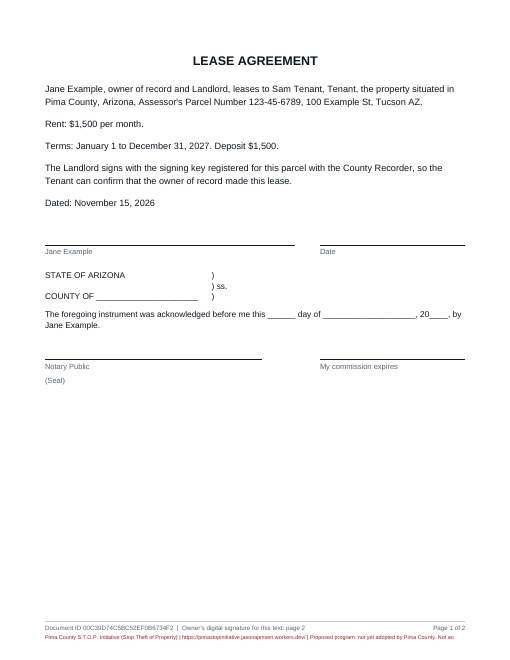 LEASE AGREEMENT
Jane Example, owner of record and Landlord, leases to Sam Tenant, Tenant, the property situated in
Pima County, Arizona, Assessor's Parcel Number 123-45-6789, 100 Example St, Tucson AZ.
Rent: $1,500 per month.
Terms: January 1 to December 31, 2027. Deposit $1,500.
The Landlord signs with the signing key registered for this parcel with the County Recorder, so the
Tenant can confirm that the owner of record made this lease.
Dated: November 15, 2026
Jane Example Date
STATE OF ARIZONA )
) ss.
COUNTY OF ______________________ )
The foregoing instrument was acknowledged before me this ______ day of ____________________, 20____, by
Jane Example.
Notary Public My commission expires
(Seal)
Document ID 00C39D74C5BC52EF0B6734F2 | Owner's digital signature for this text: page 2 Page 1 of 2
Pima County S.T.O.P. Initiative (Stop Theft of Property) | https://pimastopinitiative.jasonajensen.workers.dev/ | Proposed program: not yet adopted by Pima County. Not an